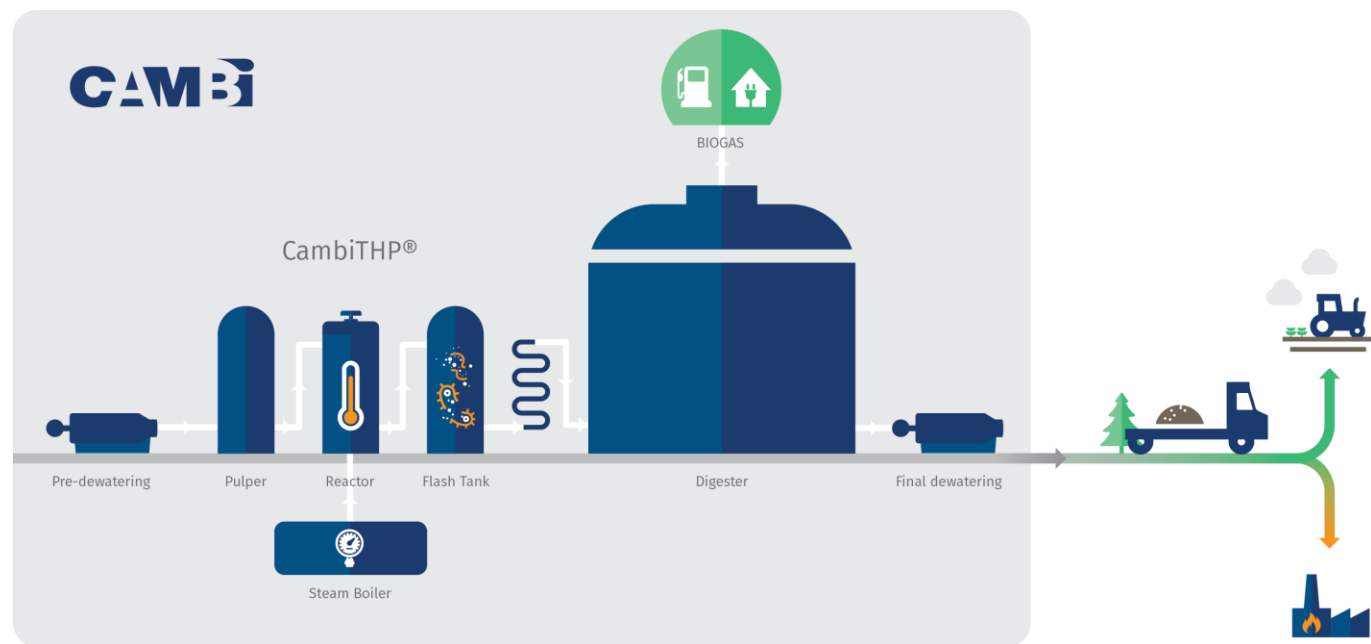 CAMBi
BIOGAS
CambiTHP®
Pre-dewatering
Pulper
Reactor
Flash Tank
Digester
Final dewatering
Steam Boiler